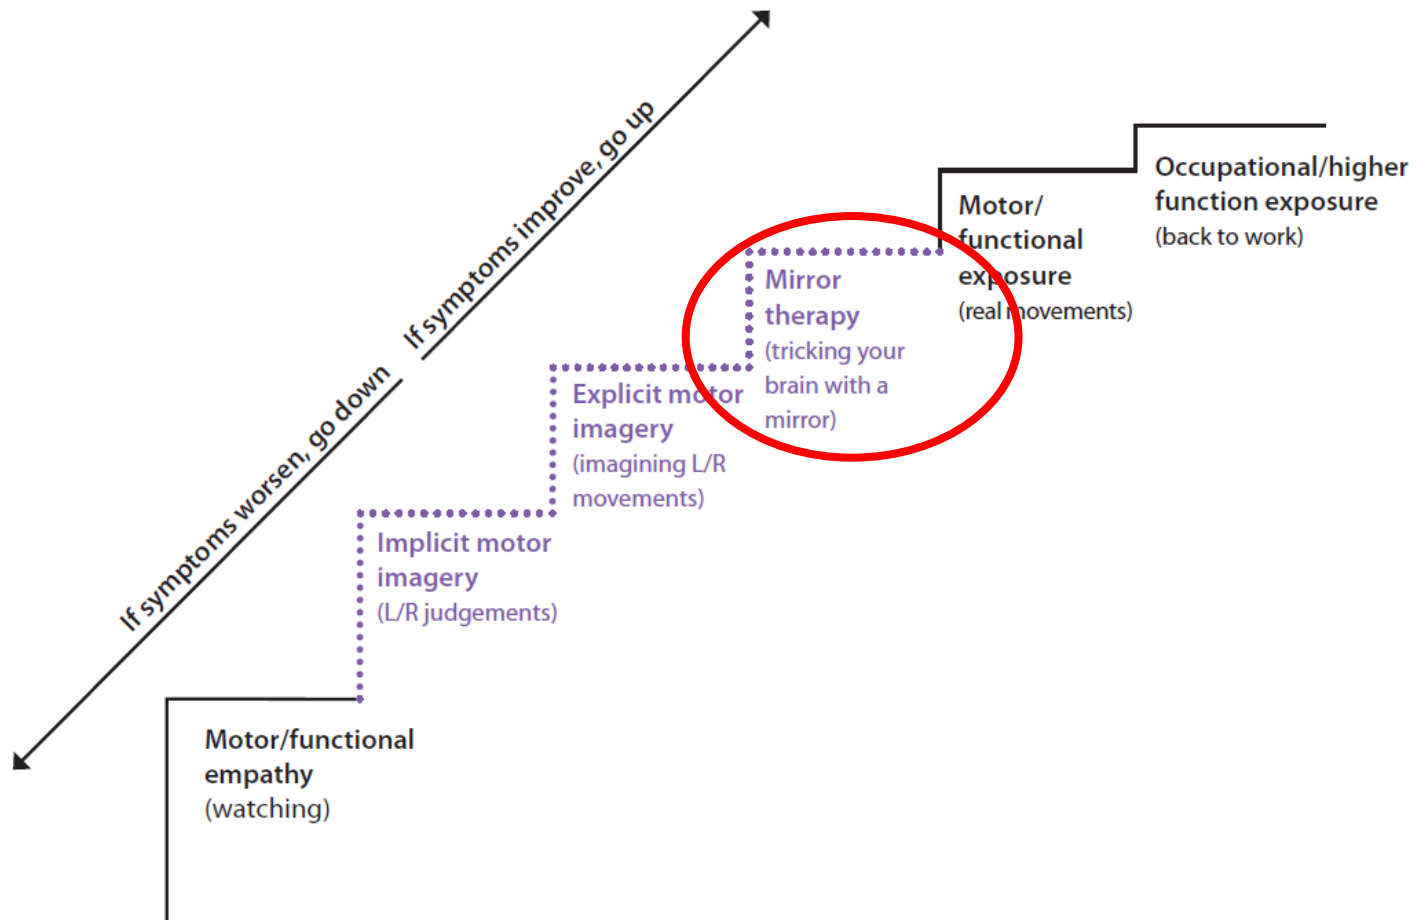 If symptoms improve, go up
If symptoms worsen, go down
Occupational/higher
function exposure
(back to work)
Motor/
functional
exposure
(real movements)
Mirror
therapy
(tricking your
brain with a
mirror)
Explicit motor
imagery
(imagining L/R
movements)
Implicit motor
imagery
(L/R judgements)
Motor/functional
empathy
(watching)